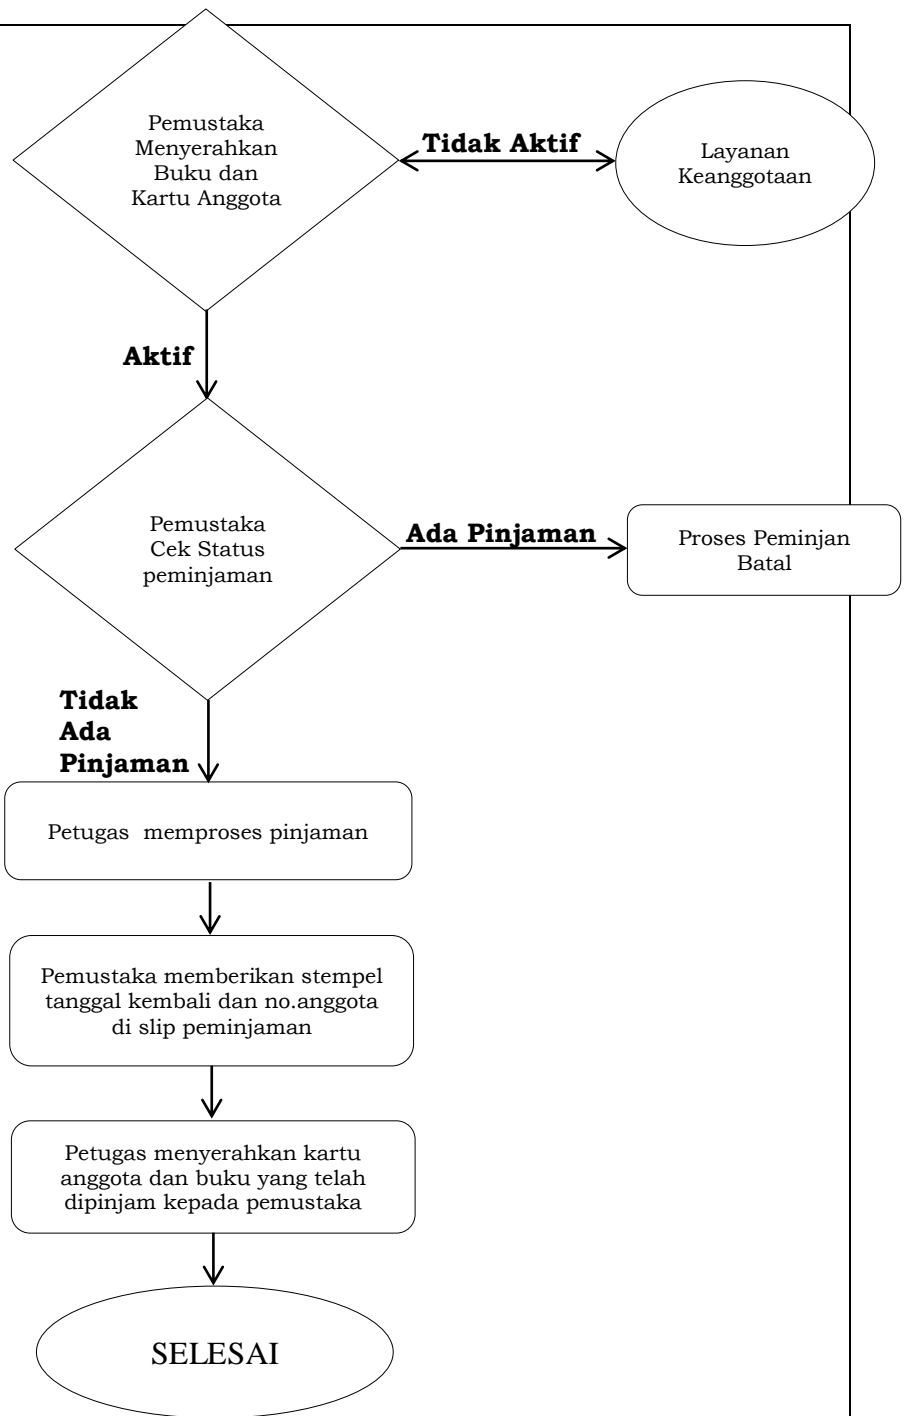 Pemustaka
Menyerahkan
Buku dan
Kartu Anggota
Tidak Aktif
Layanan
Keanggotaan
Aktif
Pemustaka
Cek Status
peminjaman
Ada Pinjaman
Proses Peminjan
Batal
Tidak
Ada
Pinjaman
Petugas  memproses pinjaman
Pemustaka memberikan stempel
tanggal kembali dan no.anggota
di slip peminjaman
Petugas menyerahkan kartu
anggota dan buku yang telah
dipinjam kepada pemustaka
SELESAI